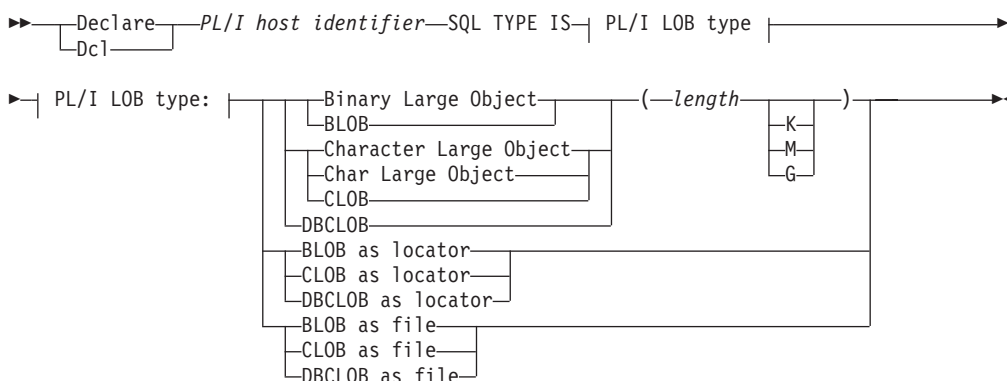 Declare PL/I host identifier SQL TYPE IS PL/I LOB type
Dcl
PL/I LOB type: Binary Large Object ( length )
BLOB K
Character Large Object M
Char Large Object G
CLOB
DBCLOB
BLOB as locator
CLOB as locator
DBCLOB as locator
BLOB as file
CLOB as file
DBCLOB as file